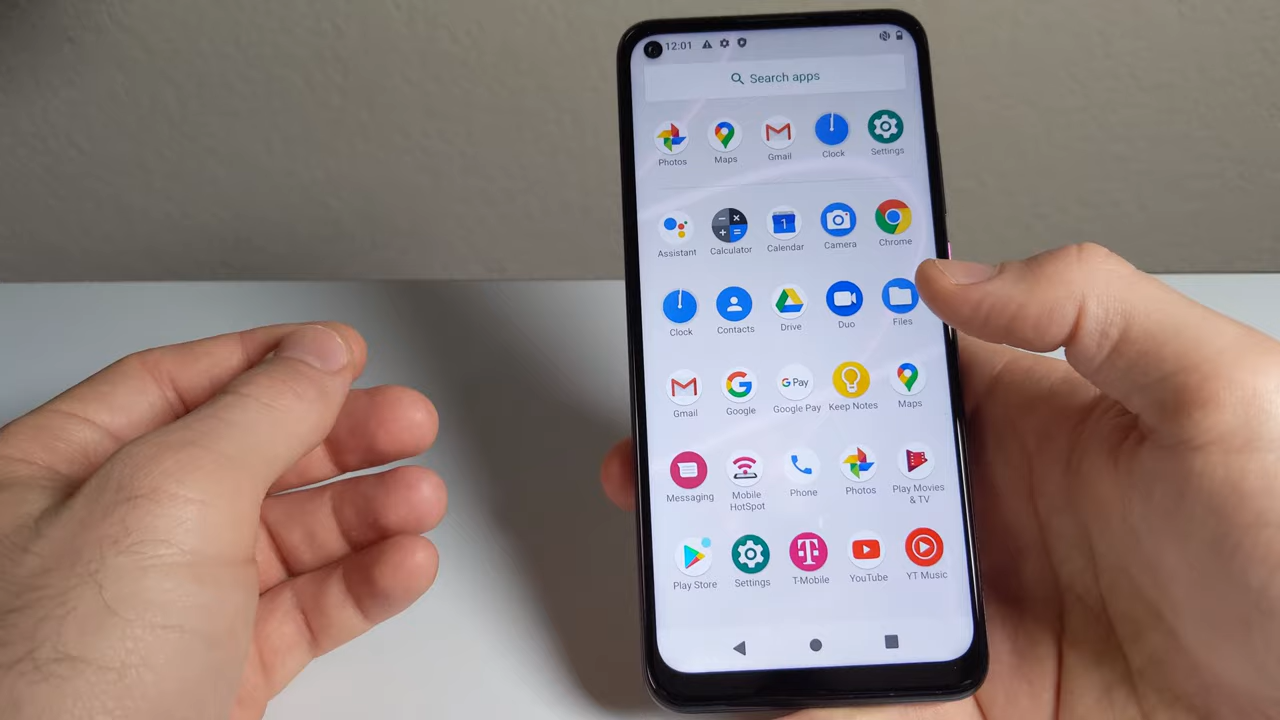 12:01
Search apps
Photos Maps Gmail Clock Settings
1
Assistant Calculator Calendar Camera Chrome
Clock Contacts Drive Duo Files
G Pay
Gmail Google Google Pay Keep Notes Maps
Messaging Mobile HotSpot Phone Photos Play Movies & TV
T
Play Store Settings T-Mobile YouTube YT Music